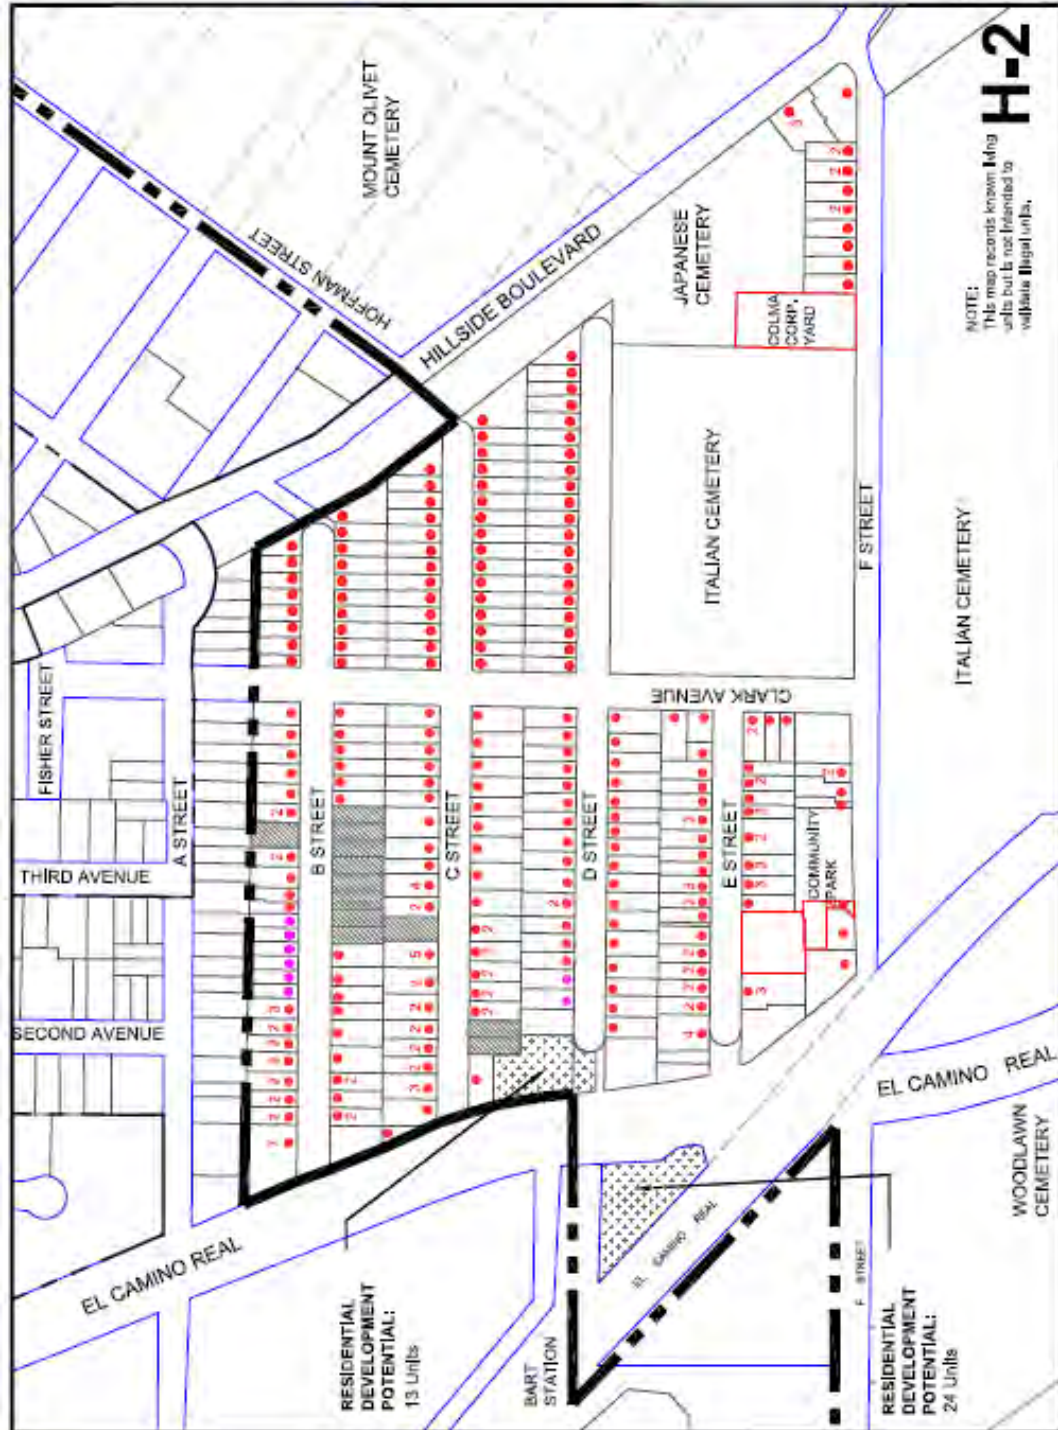 MOUNT OLIVET
CEMETERY
H-2
NOTE:
This map records known living
units but is not intended to
validate illegal units.
HOFFMAN STREET
HILLSIDE BOULEVARD
JAPANESE
CEMETERY
COLMA
CORP.
YARD
ITALIAN CEMETERY
F STREET
ITALIAN CEMETERY
CLARK AVENUE
FISHER STREET
A STREET
THIRD AVENUE
B STREET
C STREET
D STREET
E STREET
COMMUNITY
PARK
SECOND AVENUE
EL CAMINO REAL
EL CAMINO REAL
WOODLAWN
CEMETERY
EL CAMINO REAL
F STREET
BART
STATION
RESIDENTIAL
DEVELOPMENT
POTENTIAL:
13 Units
RESIDENTIAL
DEVELOPMENT
POTENTIAL:
24 Units